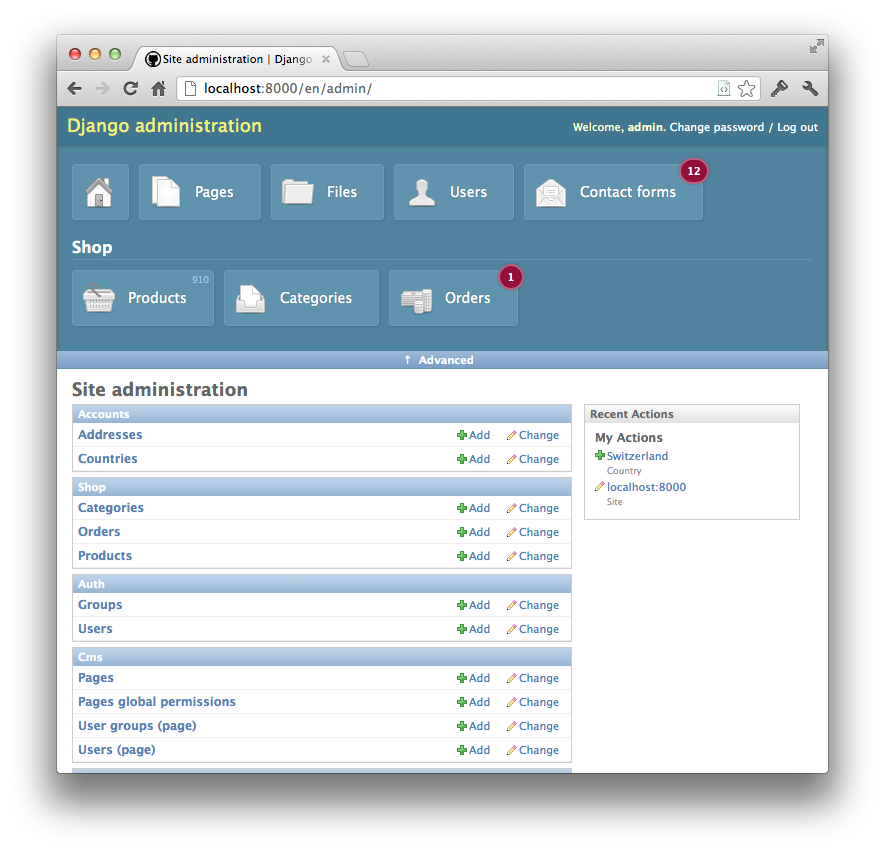 Site administration | Django
localhost:8000/en/admin/
Django administration
Welcome, admin. Change password / Log out
Pages
Files
Users
Contact forms
12
Shop
Products
910
Categories
Orders
1
↑ Advanced
Site administration
Accounts
Addresses Add Change
Countries Add Change
Shop
Categories Add Change
Orders Add Change
Products Add Change
Auth
Groups Add Change
Users Add Change
Cms
Pages Add Change
Pages global permissions Add Change
User groups (page) Add Change
Users (page) Add Change
Recent Actions
My Actions
Switzerland
Country
localhost:8000
Site